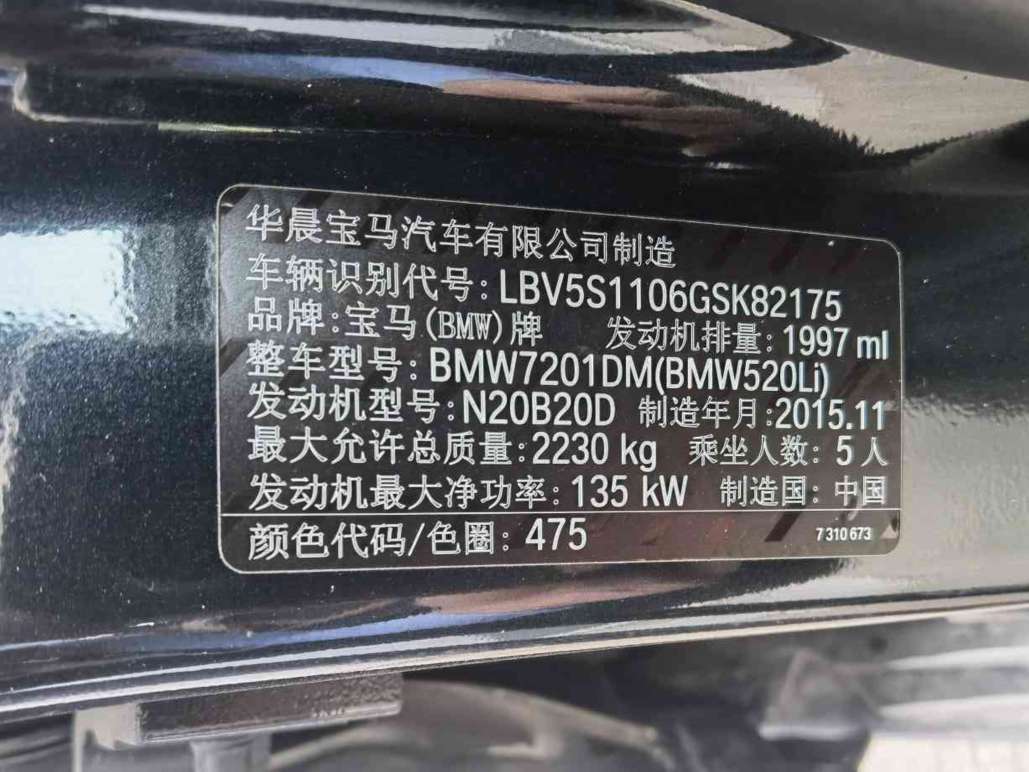 华晨宝马汽车有限公司制造
车辆识别代号: LBV5S1106GSK82175
品牌: 宝马(BMW)牌 发动机排量: 1997 ml
整车型号: BMW7201DM(BMW520Li)
发动机型号: N20B20D 制造年月: 2015.11
最大允许总质量: 2230 kg 乘坐人数: 5 人
发动机最大净功率: 135 kW 制造国: 中国
颜色代码/色圈: 475 7 310 673